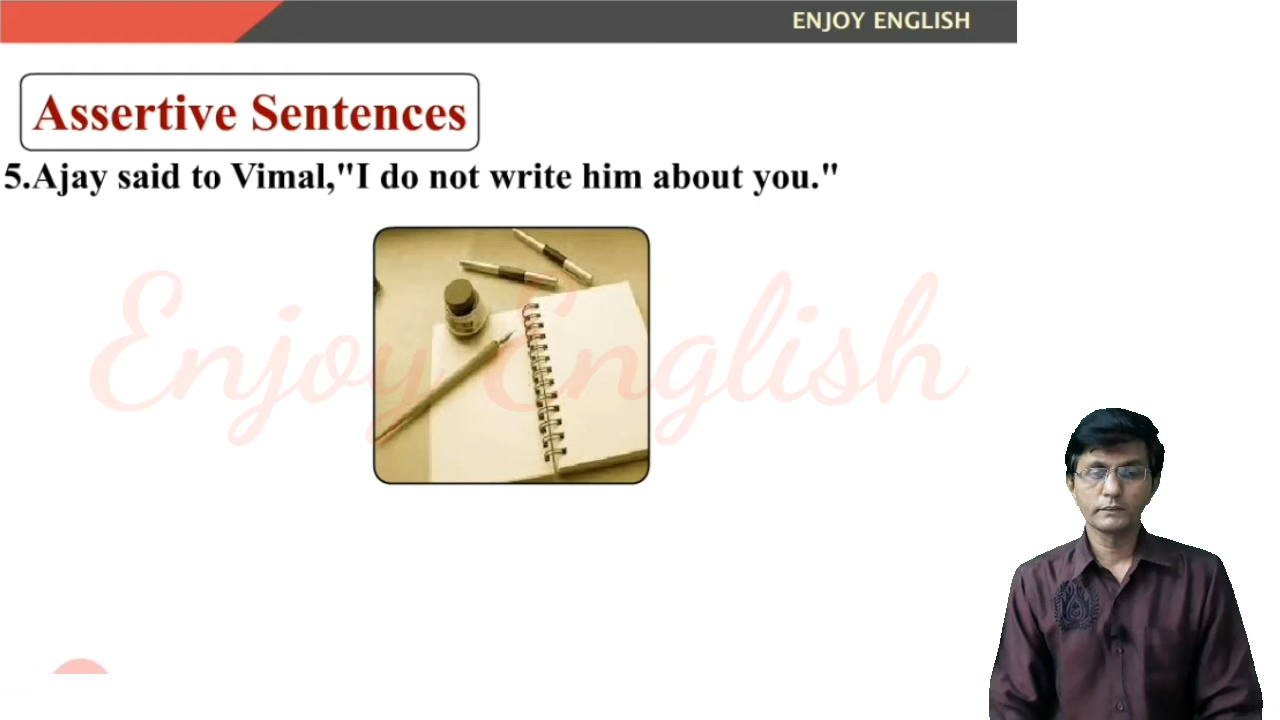 ENJOY ENGLISH
Assertive Sentences
5.Ajay said to Vimal,"I do not write him about you."
Enjoy English